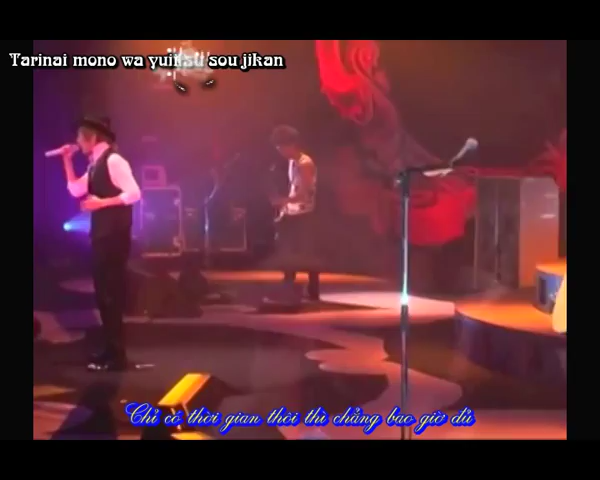 Tarinai mono wa yuiitsu sou jikan
Chỉ có thời gian thôi thì chẳng bao giờ đủ